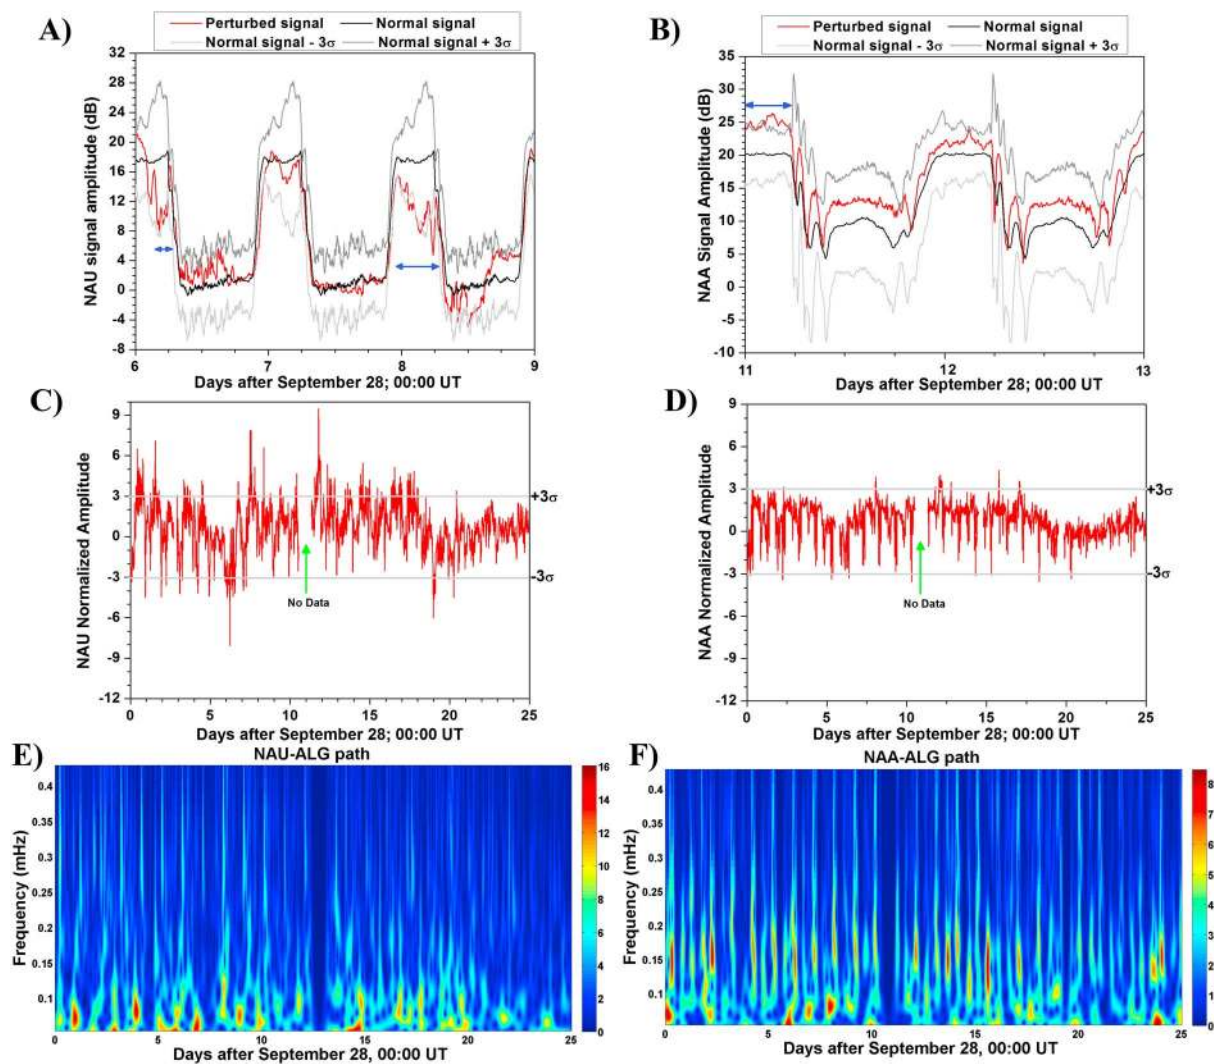 A)
Perturbed signal Normal signal
Normal signal - 3σ Normal signal + 3σ
32
28
24
20
16
12
8
4
0
-4
-8
NAU signal amplitude (dB)
6 7 8 9
Days after September 28; 00:00 UT
B)
Perturbed signal Normal signal
Normal signal - 3σ Normal signal + 3σ
35
30
25
20
15
10
5
0
-5
-10
NAA Signal Amplitude (dB)
11 12 13
Days after September 28; 00:00 UT
C)
9
6
3
0
-3
-6
-9
-12
NAU Normalized Amplitude
+3σ
-3σ
No Data
0 5 10 15 20 25
Days after September 28; 00:00 UT
D)
9
6
3
0
-3
-6
-9
-12
NAA Normalized Amplitude
+3σ
-3σ
No Data
0 5 10 15 20 25
Days after September 28; 00:00 UT
E)
NAU-ALG path
0.4
0.35
0.3
0.25
0.2
0.15
0.1
Frequency (mHz)
16
14
12
10
8
6
4
2
0
0 5 10 15 20 25
Days after September 28, 00:00 UT
F)
NAA-ALG path
0.4
0.35
0.3
0.25
0.2
0.15
0.1
Frequency (mHz)
8
7
6
5
4
3
2
1
0
0 5 10 15 20 25
Days after September 28, 00:00 UT